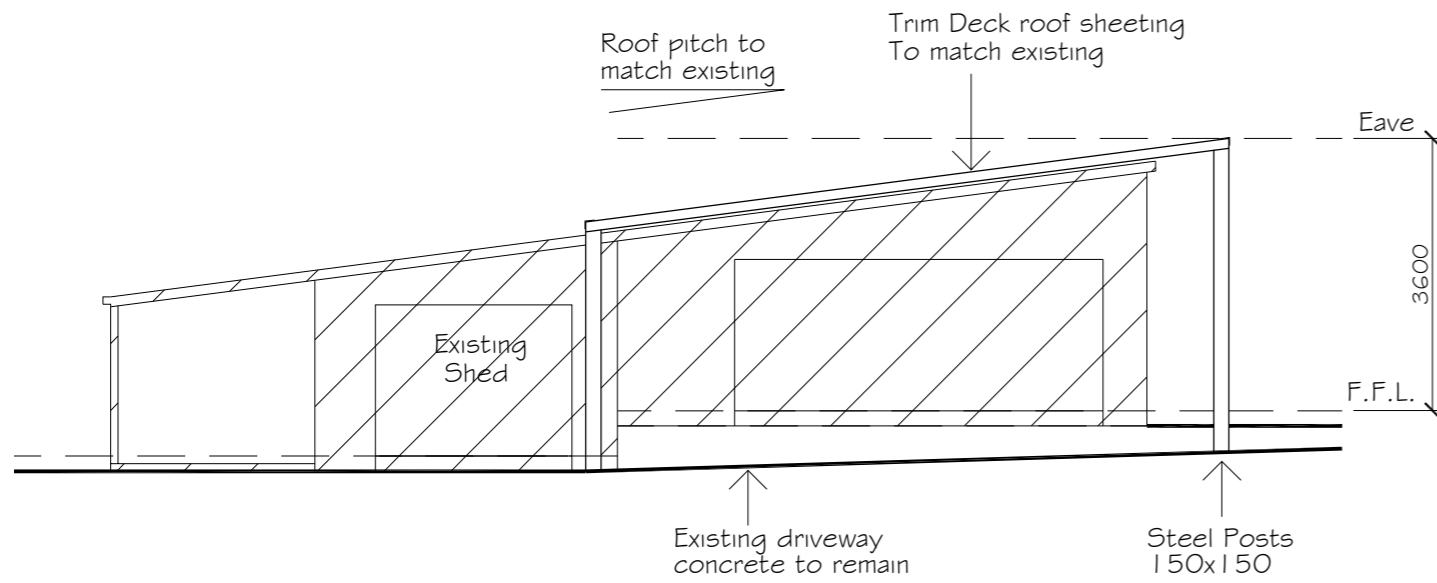 Roof pitch to
match existing
Trim Deck roof sheeting
To match existing
Eave
3600
Existing
Shed
F.F.L.
Existing driveway
concrete to remain
Steel Posts
150x150